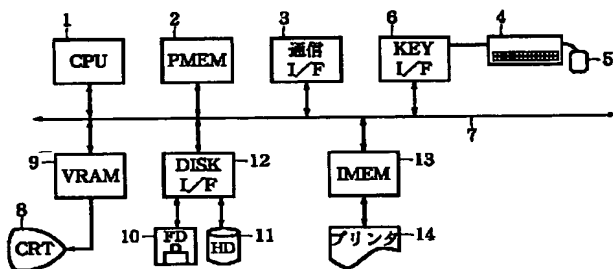 1
2
3
6
4
CPU
PMEM
通信
I/F
KEY
I/F
5
7
9
12
13
VRAM
DISK
I/F
IMEM
8
CRT
10
FD
HD
11
プリンタ
14